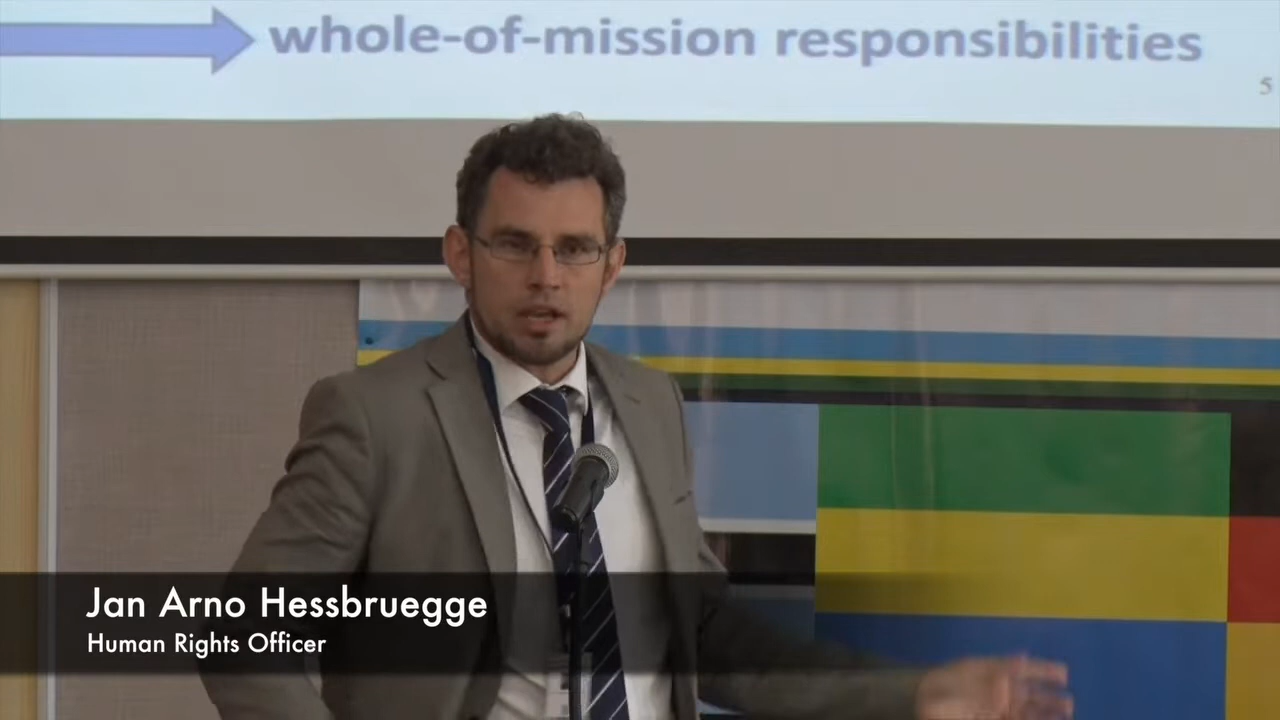 whole-of-mission responsibilities
5
Jan Arno Hessbruegge
Human Rights Officer